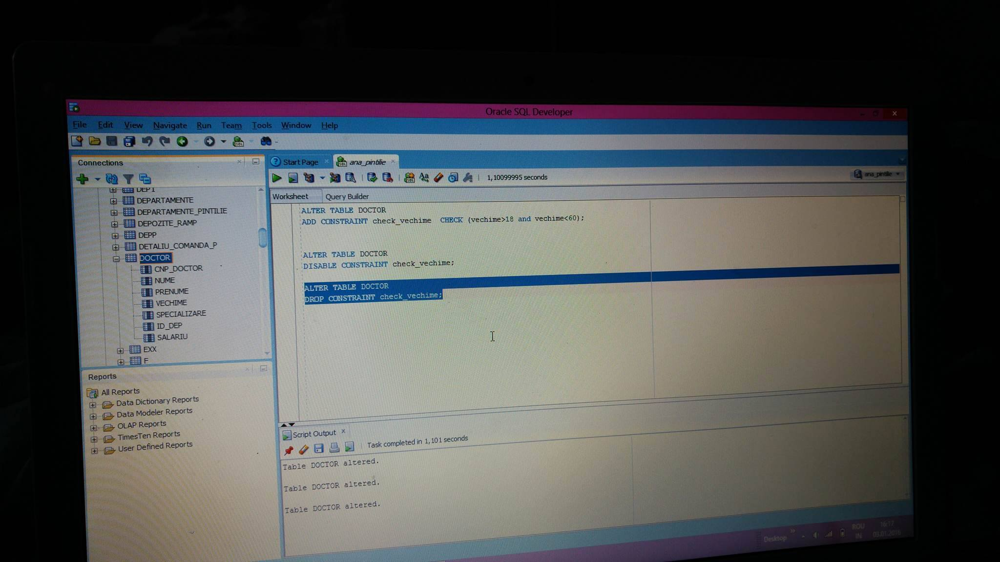 Oracle SQL Developer
File Edit View Navigate Run Team Tools Window Help
Connections
DEPARTAMENTE
DEPARTAMENTE_PINTILIE
DEPOZITE_RAMP
DEPP
DETALIU_COMANDA_P
DOCTOR
CNP_DOCTOR
NUME
PRENUME
VECHIME
SPECIALIZARE
ID_DEP
SALARIU
EXX
F
Reports
All Reports
Data Dictionary Reports
Data Modeler Reports
OLAP Reports
TimesTen Reports
User Defined Reports
Start Page ana_pintilie
1,10099995 seconds
ana_pintilie
Worksheet Query Builder
ALTER TABLE DOCTOR
ADD CONSTRAINT check_vechime CHECK (vechime>18 and vechime<60);
ALTER TABLE DOCTOR
DISABLE CONSTRAINT check_vechime;
ALTER TABLE DOCTOR
DROP CONSTRAINT check_vechime;
Script Output
Task completed in 1,101 seconds
Table DOCTOR altered.
Table DOCTOR altered.
Table DOCTOR altered.
Desktop
ROU
IN
16:17
03.01.2016